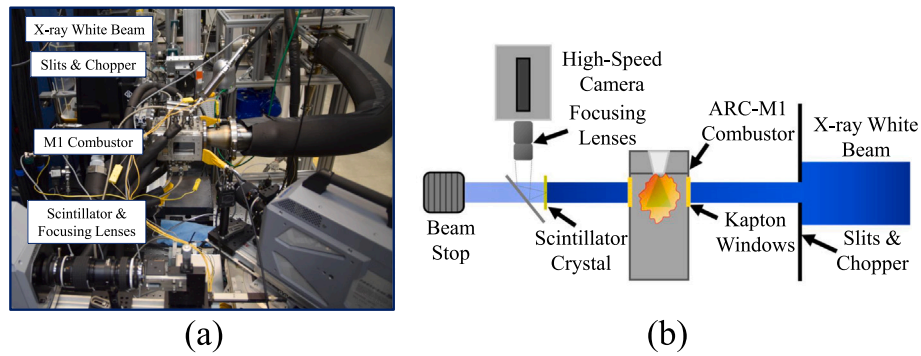 X-ray White Beam
Slits & Chopper
M1 Combustor
Scintillator &
Focusing Lenses
(a)
High-Speed
Camera
Focusing
Lenses
ARC-M1
Combustor
X-ray White
Beam
Beam
Stop
Scintillator
Crystal
Kapton
Windows
Slits &
Chopper
(b)